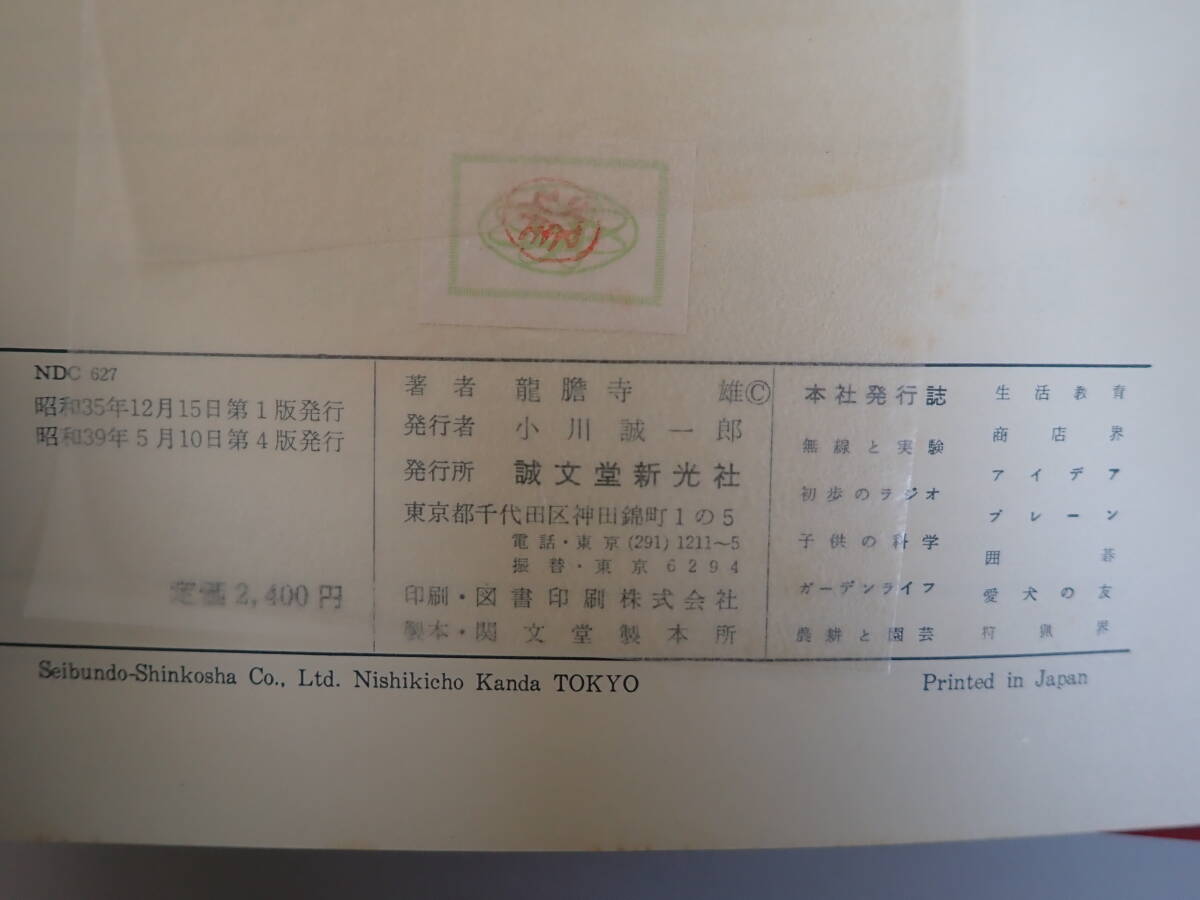 NDC 627
昭和35年12月15日第1版発行
昭和39年5月10日第4版発行
定価2,400円
著者 龍膽寺 雄©
発行者 小川誠一郎
発行所 誠文堂新光社
東京都千代田区神田錦町1の5
電話・東京(291)1211〜5
振替・東京6294
印刷・図書印刷株式会社
製本・関文堂製本所
本社発行誌
無線と実験
初歩のラジオ
子供の科学
ガーデンライフ
農耕と園芸
生活教育
商店界
アイデア
ブレーン
囲碁
愛犬の友
狩猟界
Seibundo-Shinkosha Co., Ltd. Nishikicho Kanda TOKYO
Printed in Japan